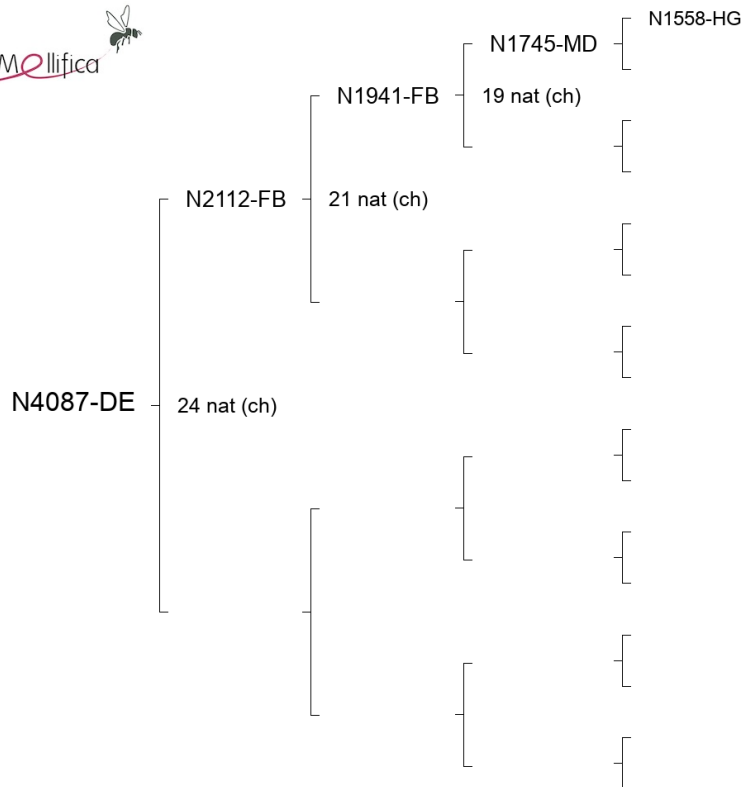 Mellifica
N1558-HG
N1745-MD
N1941-FB
19 nat (ch)
N2112-FB
21 nat (ch)
N4087-DE
24 nat (ch)